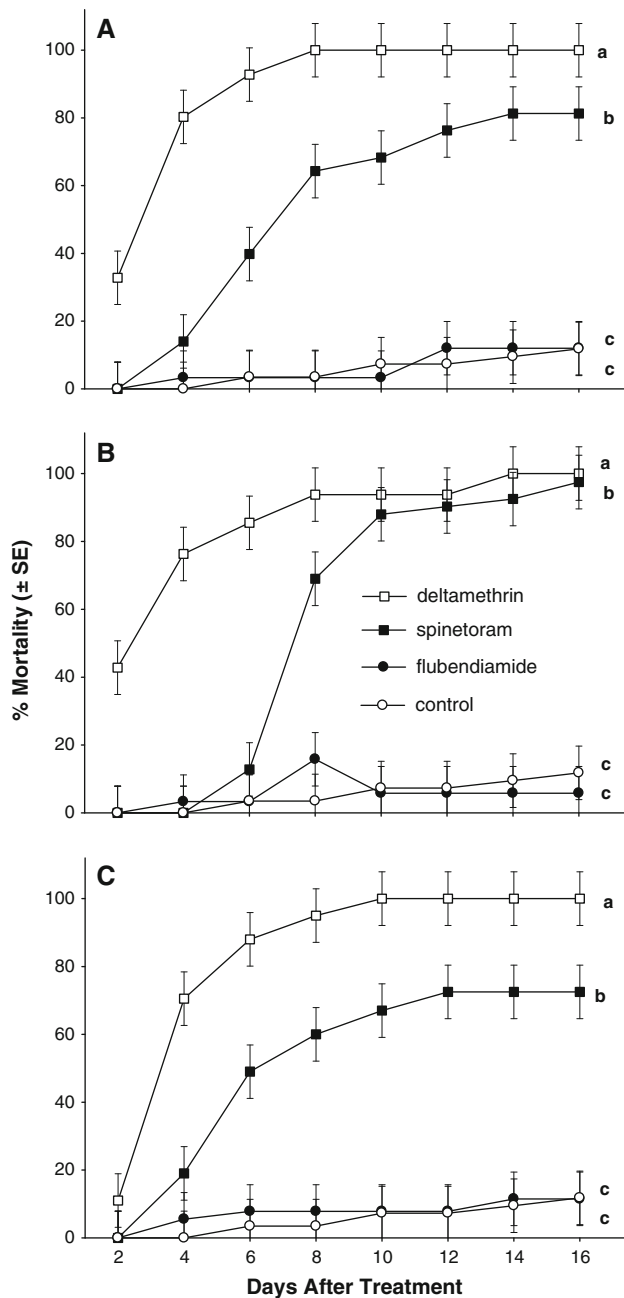 A
100
80
60
40
20
0
a
b
c
c
B
100
80
60
40
20
0
% Mortality (± SE)
a
b
deltamethrin
spinetoram
flubendiamide
control
c
c
C
100
80
60
40
20
0
a
b
c
c
2 4 6 8 10 12 14 16
Days After Treatment